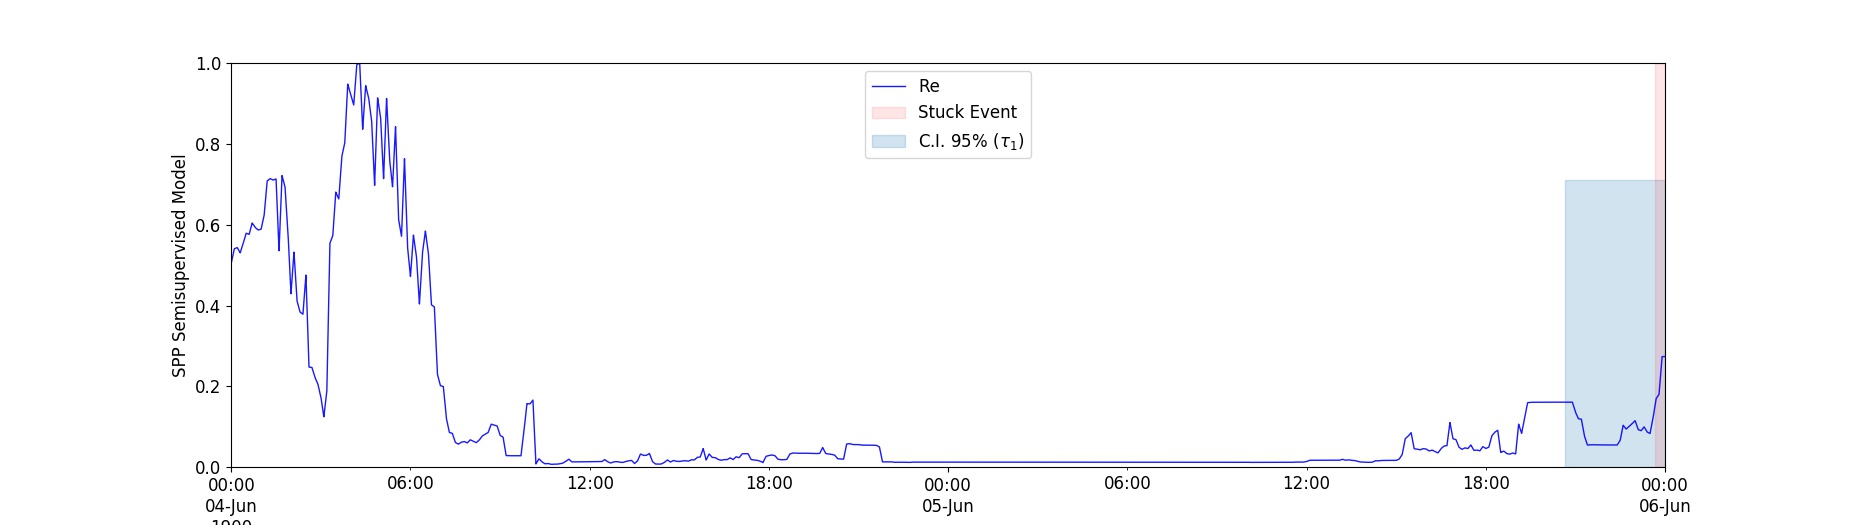 SPP Semisupervised Model
1.0
0.8
0.6
0.4
0.2
0.0
Re
Stuck Event
C.I. 95% (τ₁)
00:00 06:00 12:00 18:00 00:00 06:00 12:00 18:00 00:00
04-Jun 05-Jun 06-Jun
1900